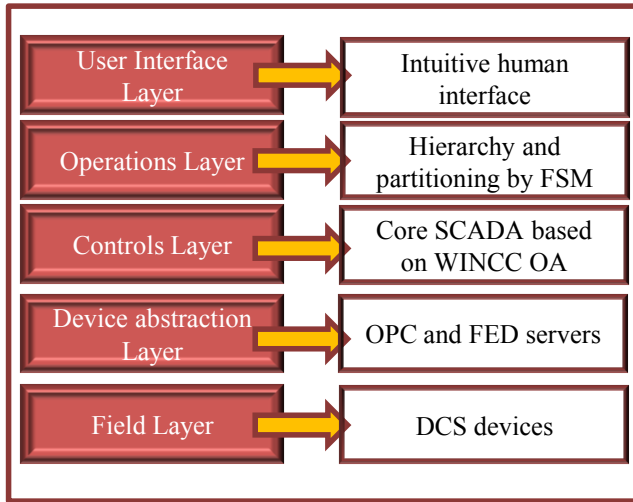 User Interface
Layer
Intuitive human
interface
Operations Layer
Hierarchy and
partitioning by FSM
Controls Layer
Core SCADA based
on WINCC OA
Device abstraction
Layer
OPC and FED servers
Field Layer
DCS devices